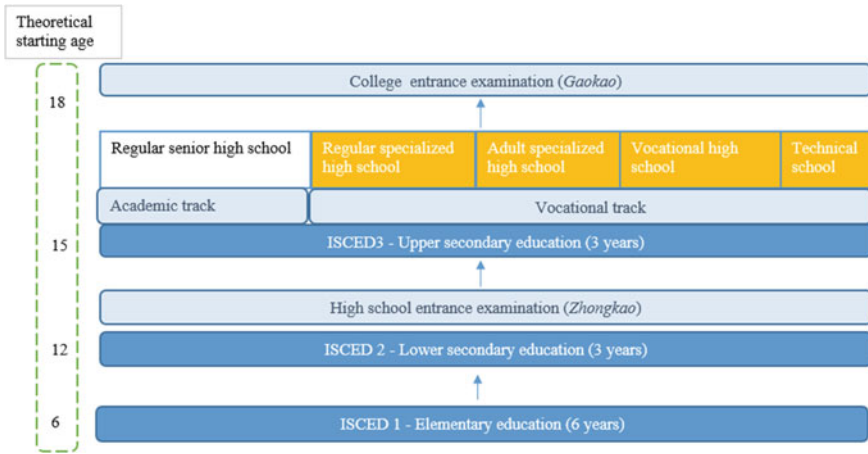 Theoretical
starting age
18
College entrance examination (Gaokao)
Regular senior high school
Regular specialized
high school
Adult specialized
high school
Vocational high
school
Technical
school
Academic track
Vocational track
15
ISCED3 - Upper secondary education (3 years)
High school entrance examination (Zhongkao)
12
ISCED 2 - Lower secondary education (3 years)
6
ISCED 1 - Elementary education (6 years)